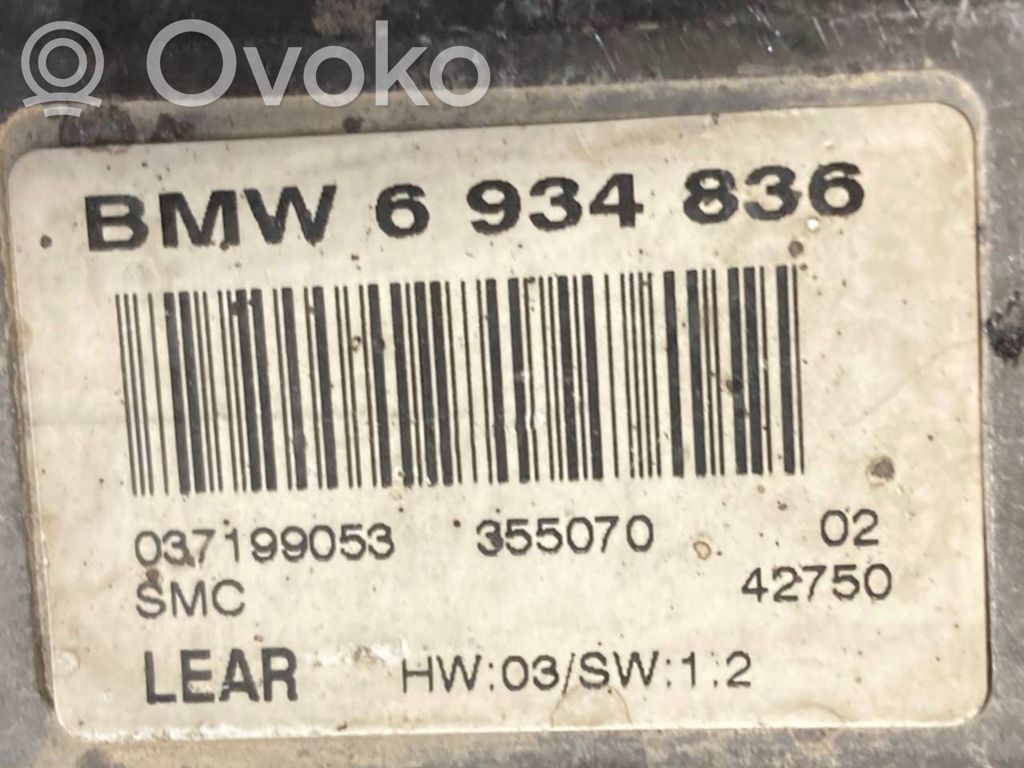 Ovoko
BMW 6 934 836
037199053 355070 02
SMC 42750
LEAR HW:03/SW:1.2